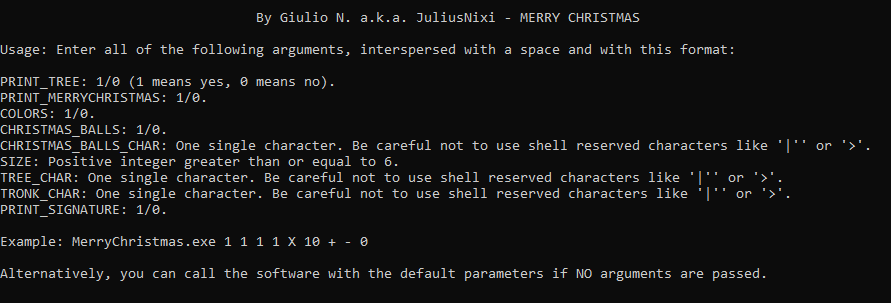 By Giulio N. a.k.a. JuliusNixi - MERRY CHRISTMAS
Usage: Enter all of the following arguments, interspersed with a space and with this format:
PRINT_TREE: 1/0 (1 means yes, 0 means no).
PRINT_MERRYCHRISTMAS: 1/0.
COLORS: 1/0.
CHRISTMAS_BALLS: 1/0.
CHRISTMAS_BALLS_CHAR: One single character. Be careful not to use shell reserved characters like '|'' or '>'.
SIZE: Positive integer greater than or equal to 6.
TREE_CHAR: One single character. Be careful not to use shell reserved characters like '|'' or '>'.
TRONK_CHAR: One single character. Be careful not to use shell reserved characters like '|'' or '>'.
PRINT_SIGNATURE: 1/0.
Example: MerryChristmas.exe 1 1 1 1 X 10 + - 0
Alternatively, you can call the software with the default parameters if NO arguments are passed.